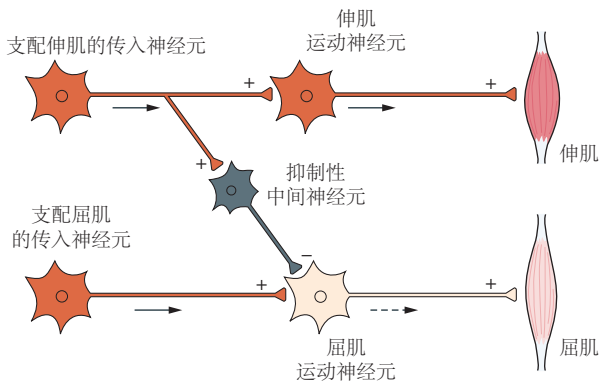 支配伸肌的传入神经元
伸肌
运动神经元
+
+
伸肌
+
抑制性
中间神经元
支配屈肌
的传入神经元
−
+
+
屈肌
运动神经元
屈肌